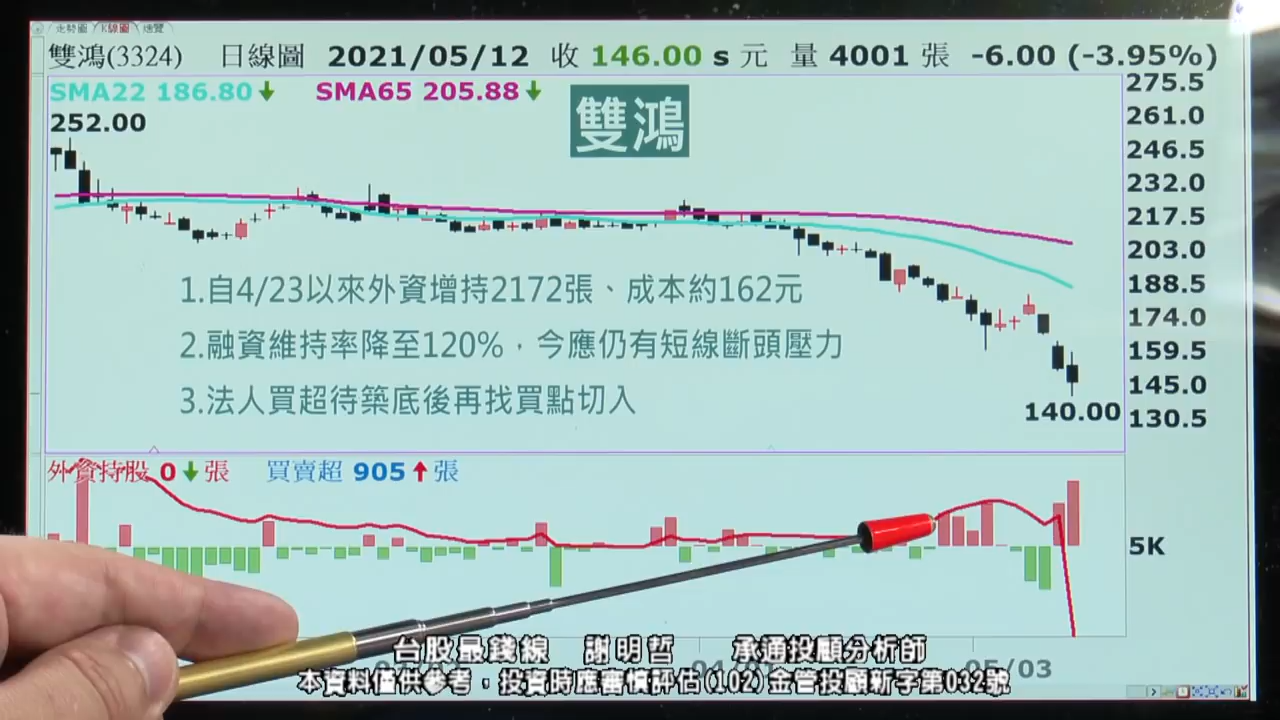 走勢圖 K線圖 總覽
雙鴻(3324) 日線圖 2021/05/12 收 146.00 s 元 量 4001 張 -6.00 (-3.95%)
SMA22 186.80 SMA65 205.88
252.00
雙鴻
275.5
261.0
246.5
232.0
217.5
203.0
188.5
174.0
159.5
145.0
130.5
1.自4/23以來外資增持2172張、成本約162元
2.融資維持率降至120%，今應仍有短線斷頭壓力
3.法人買超待築底後再找買點切入
140.00
外資持股 0 張 買賣超 905 張
5K
05/03
台股最錢線 謝明哲 承通投顧分析師
本資料僅供參考，投資時應審慎評估(102)金管投顧新字第032號